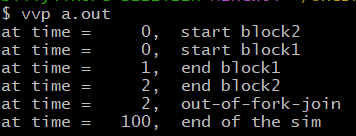 $ vvp a.out
at time =      0,  start block2
at time =      0,  start block1
at time =      1,  end block1
at time =      2,  end block2
at time =      2,  out-of-fork-join
at time =    100,  end of the sim